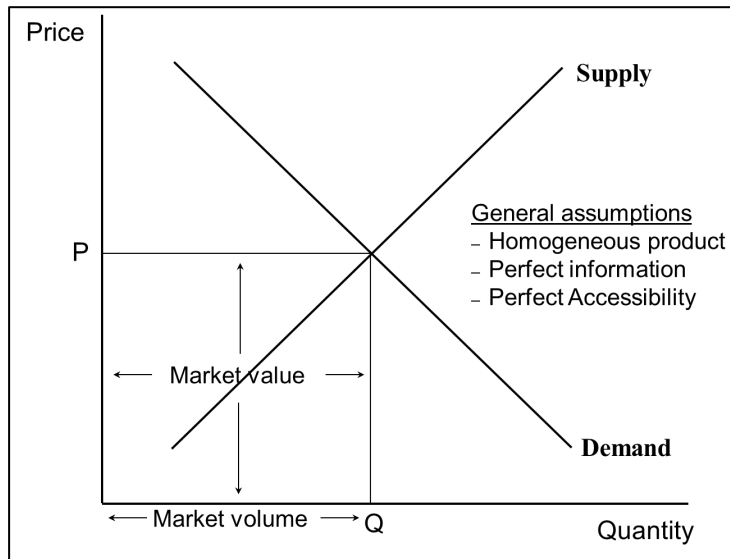 Price
Supply
General assumptions
– Homogeneous product
– Perfect information
– Perfect Accessibility
P
Market value
Demand
Market volume
Q
Quantity